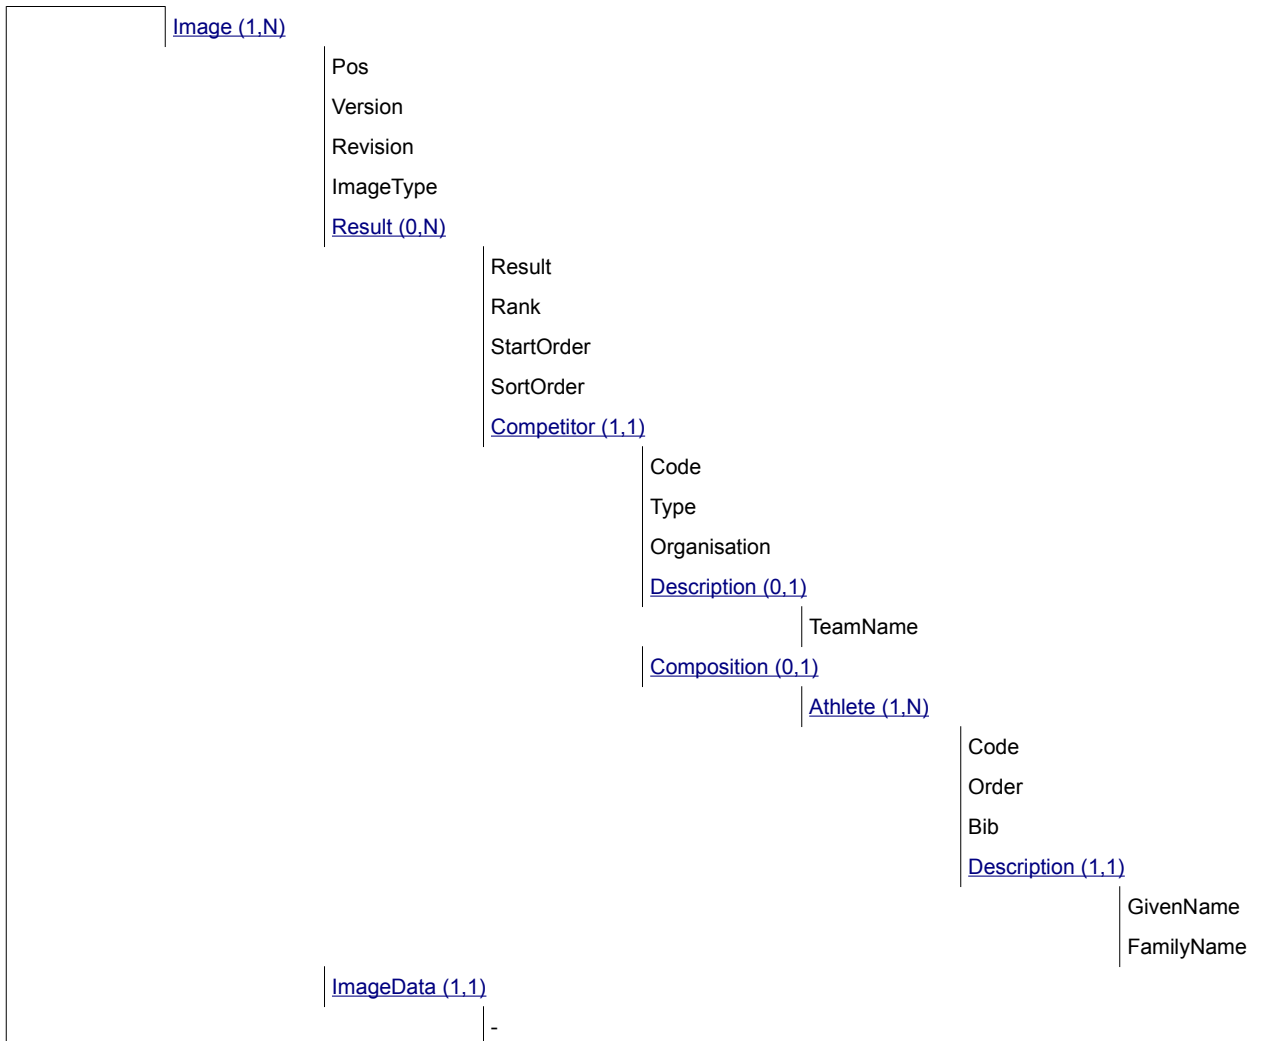 Image (1,N)
Pos
Version
Revision
ImageType
Result (0,N)
Result
Rank
StartOrder
SortOrder
Competitor (1,1)
Code
Type
Organisation
Description (0,1)
TeamName
Composition (0,1)
Athlete (1,N)
Code
Order
Bib
Description (1,1)
GivenName
FamilyName
ImageData (1,1)
-